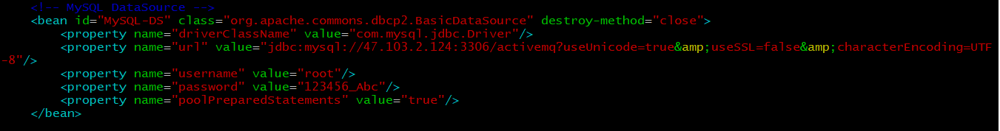 <!-- MySQL DataSource -->
<bean id="MySQL-DS" class="org.apache.commons.dbcp2.BasicDataSource" destroy-method="close">
<property name="driverClassName" value="com.mysql.jdbc.Driver"/>
<property name="url" value="jdbc:mysql://47.103.2.124:3306/activemq?useUnicode=true&amp;useSSL=false&amp;characterEncoding=UTF
-8"/>
<property name="username" value="root"/>
<property name="password" value="123456_Abc"/>
<property name="poolPreparedStatements" value="true"/>
</bean>